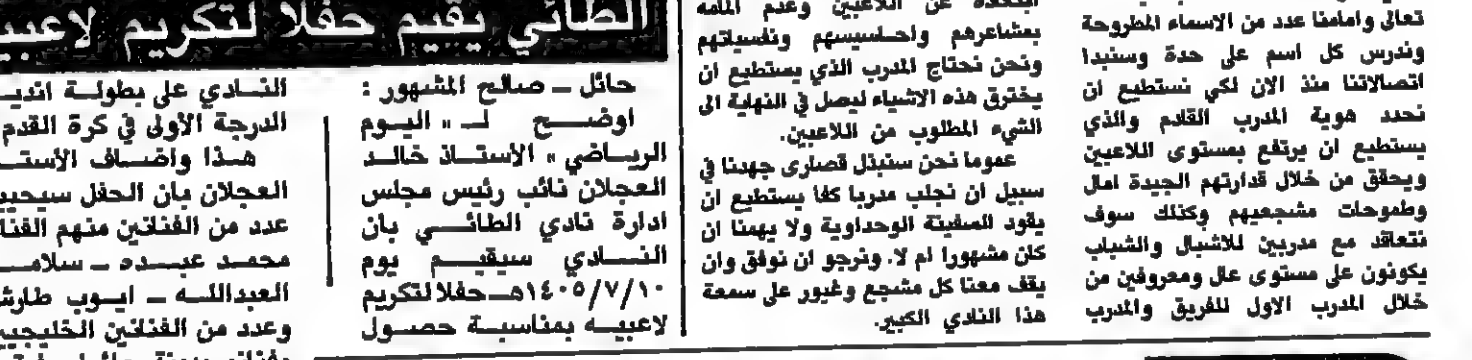 تعالى وامامنا عدد من الاسماء المطروحة
وندرس كل اسم على حدة وسنبدا
اتصالاتنا منذ الان لكي نستطيع ان
نحدد هوية المدرب القادم والذي
يستطيع ان يرتفع بمستوى اللاعبين
ويحقق من خلال قدارتهم الجيدة امال
وطموحات مشجعيهم وكذلك سوف
نتعاقد مع مدربين للاشبال والشباب
يكونون على مستوى عال ومعروفين من
خلال المدرب الاول للفريق والمدرب
ابتعاده عن اللاعبين وعدم المامه
بمشاعرهم واحاسيسهم ونفسياتهم
ونحن نحتاج المدرب الذي يستطيع ان
يخترق هذه الاشياء ليصل في النهاية الى
الشيء المطلوب من اللاعبين.
عموما نحن سنبذل قصارى جهدنا في
سبيل ان نجلب مدربا كفا يستطيع ان
يقود للسفينة الوحداوية ولا يهمنا ان
كان مشهورا ام لا. ونرجو ان نوفق وان
يقف معنا كل مشجع وغيور على سمعة
هذا النادي الكبير.
الطائي يقيم حفلا لتكريم لاعبي
حائل ـ صالح المشهور :
اوضح لـ « اليوم
الرياضي » الاستاذ خالد
العجلان نائب رئيس مجلس
ادارة نادي الطائي بان
النادي سيقيم يوم
١٤٠٥/٧/١٠هـ حفلا لتكريم
لاعبيه بمناسبة حصول
النادي على بطولة انديـ
الدرجة الأولى في كرة القدم
هذا واضاف الأستـ
العجلان بان الحفل سيحييـ
عدد من الفنانين منهم الفنا
محمد عبده ـ سلامـ
العبدالله ـ ايوب طارش
وعدد من الفنانين الخليجيـ